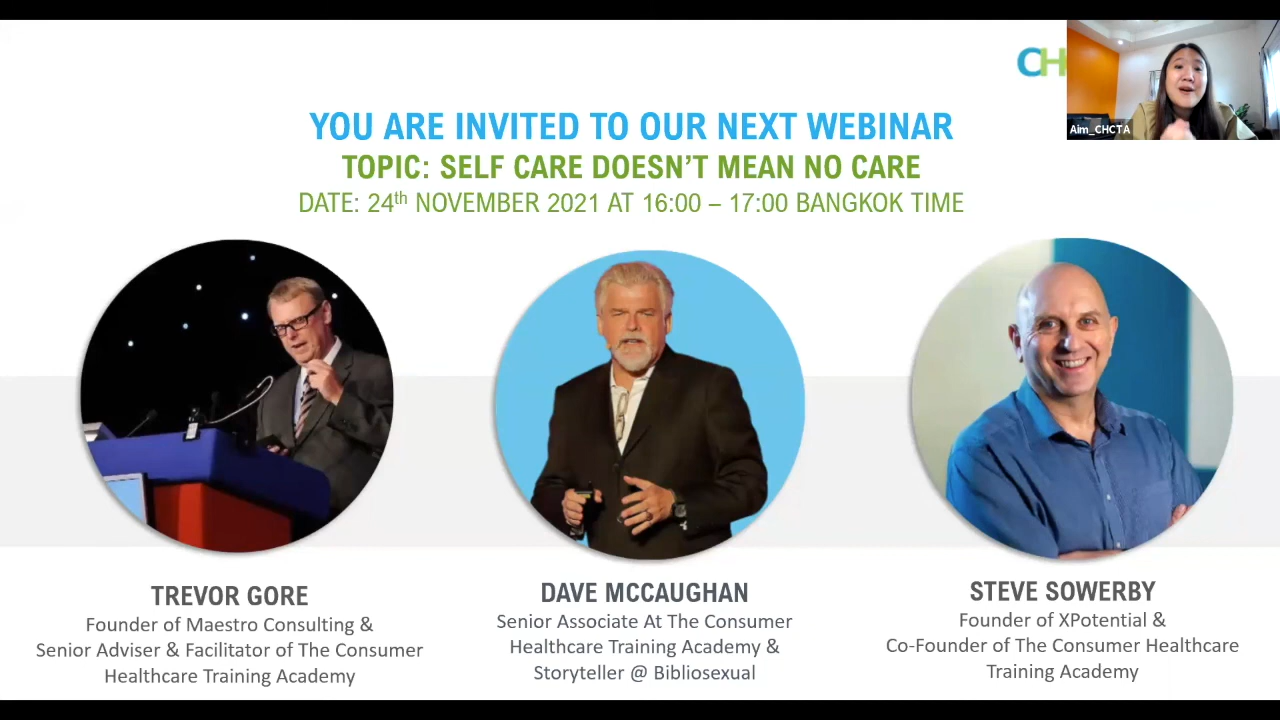 CH
Aim_CHCTA
YOU ARE INVITED TO OUR NEXT WEBINAR
TOPIC: SELF CARE DOESN'T MEAN NO CARE
DATE: 24th NOVEMBER 2021 AT 16:00 – 17:00 BANGKOK TIME
TREVOR GORE
Founder of Maestro Consulting &
Senior Adviser & Facilitator of The Consumer
Healthcare Training Academy
DAVE MCCAUGHAN
Senior Associate At The Consumer
Healthcare Training Academy &
Storyteller @ Bibliosexual
STEVE SOWERBY
Founder of XPotential &
Co-Founder of The Consumer Healthcare
Training Academy